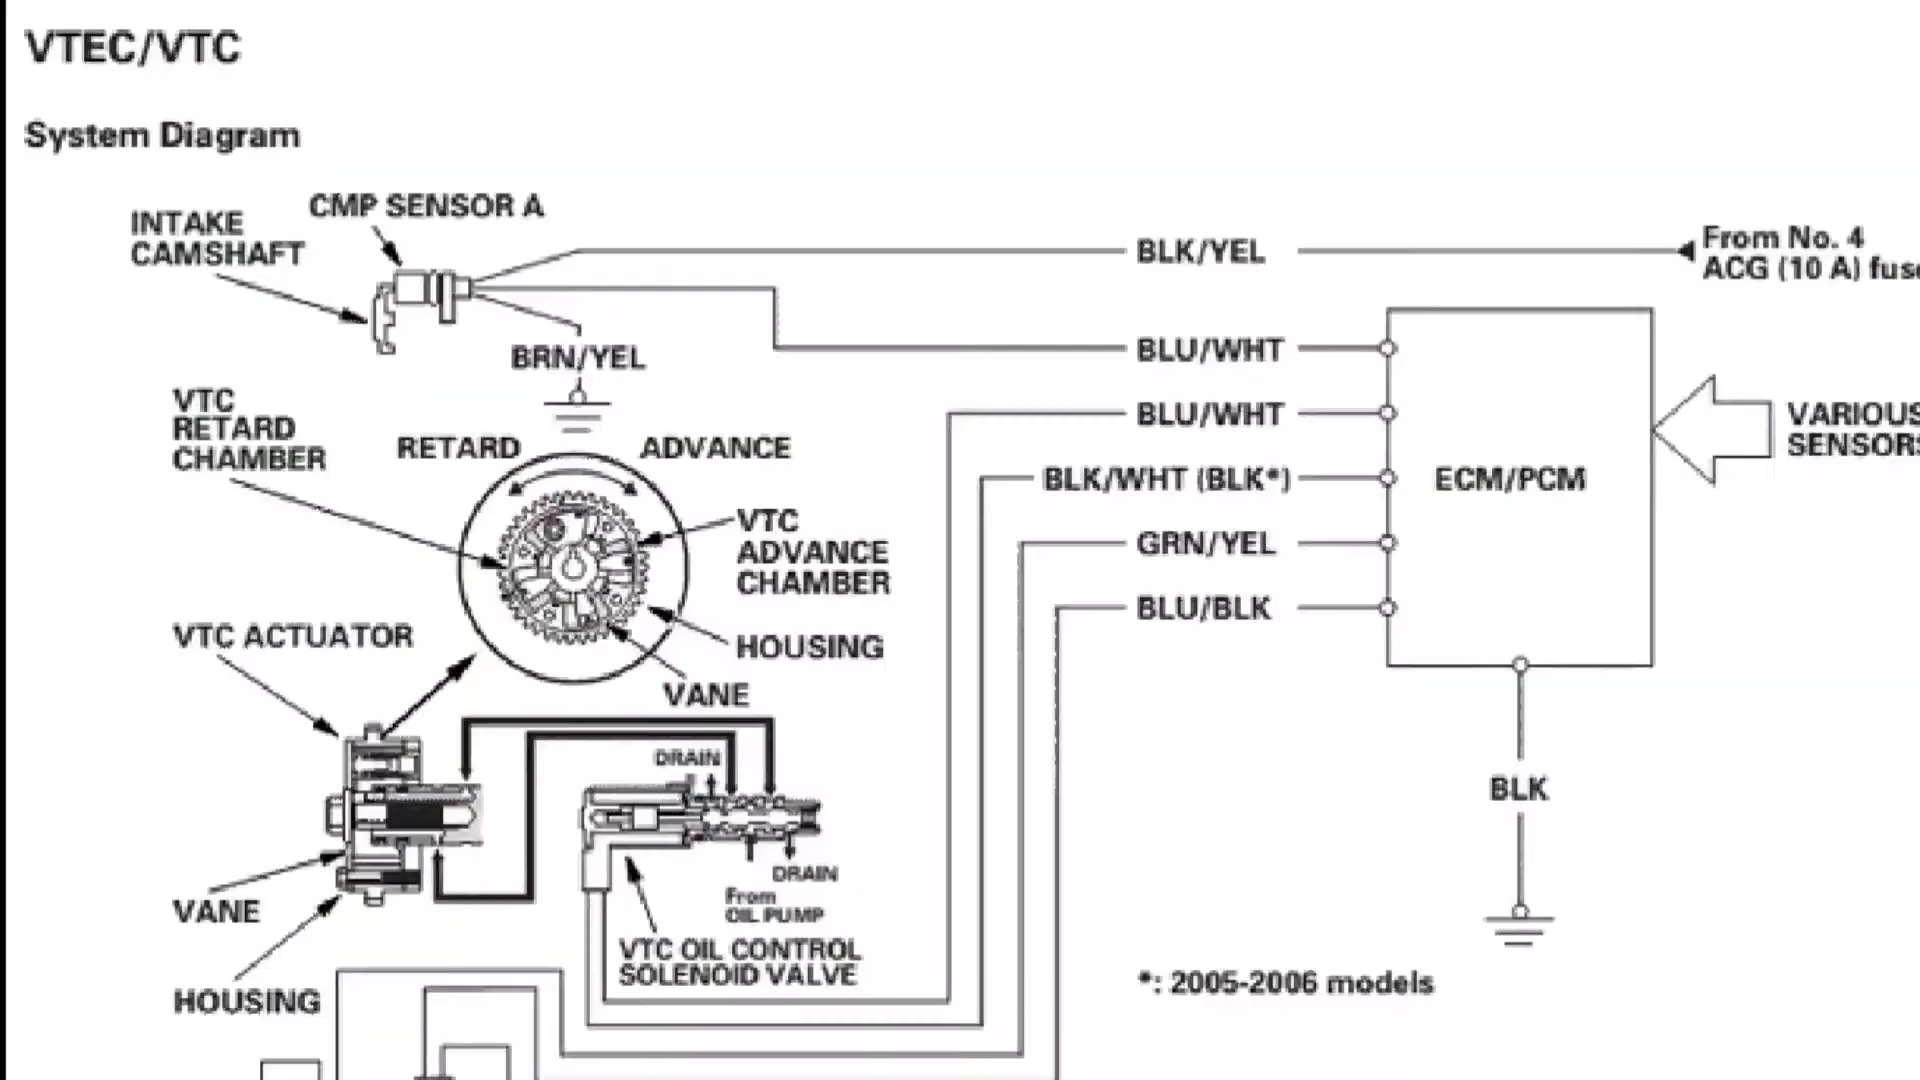 VTEC/VTC
System Diagram
CMP SENSOR A
INTAKE
CAMSHAFT
BLK/YEL
From No. 4
ACG (10 A) fuse
BRN/YEL
BLU/WHT
BLU/WHT
BLK/WHT (BLK*)
GRN/YEL
BLU/BLK
ECM/PCM
VARIOUS
SENSORS
VTC
RETARD
CHAMBER
RETARD
ADVANCE
VTC
ADVANCE
CHAMBER
HOUSING
VANE
VTC ACTUATOR
DRAIN
DRAIN
From
OIL PUMP
VTC OIL CONTROL
SOLENOID VALVE
VANE
HOUSING
BLK
*: 2005-2006 models